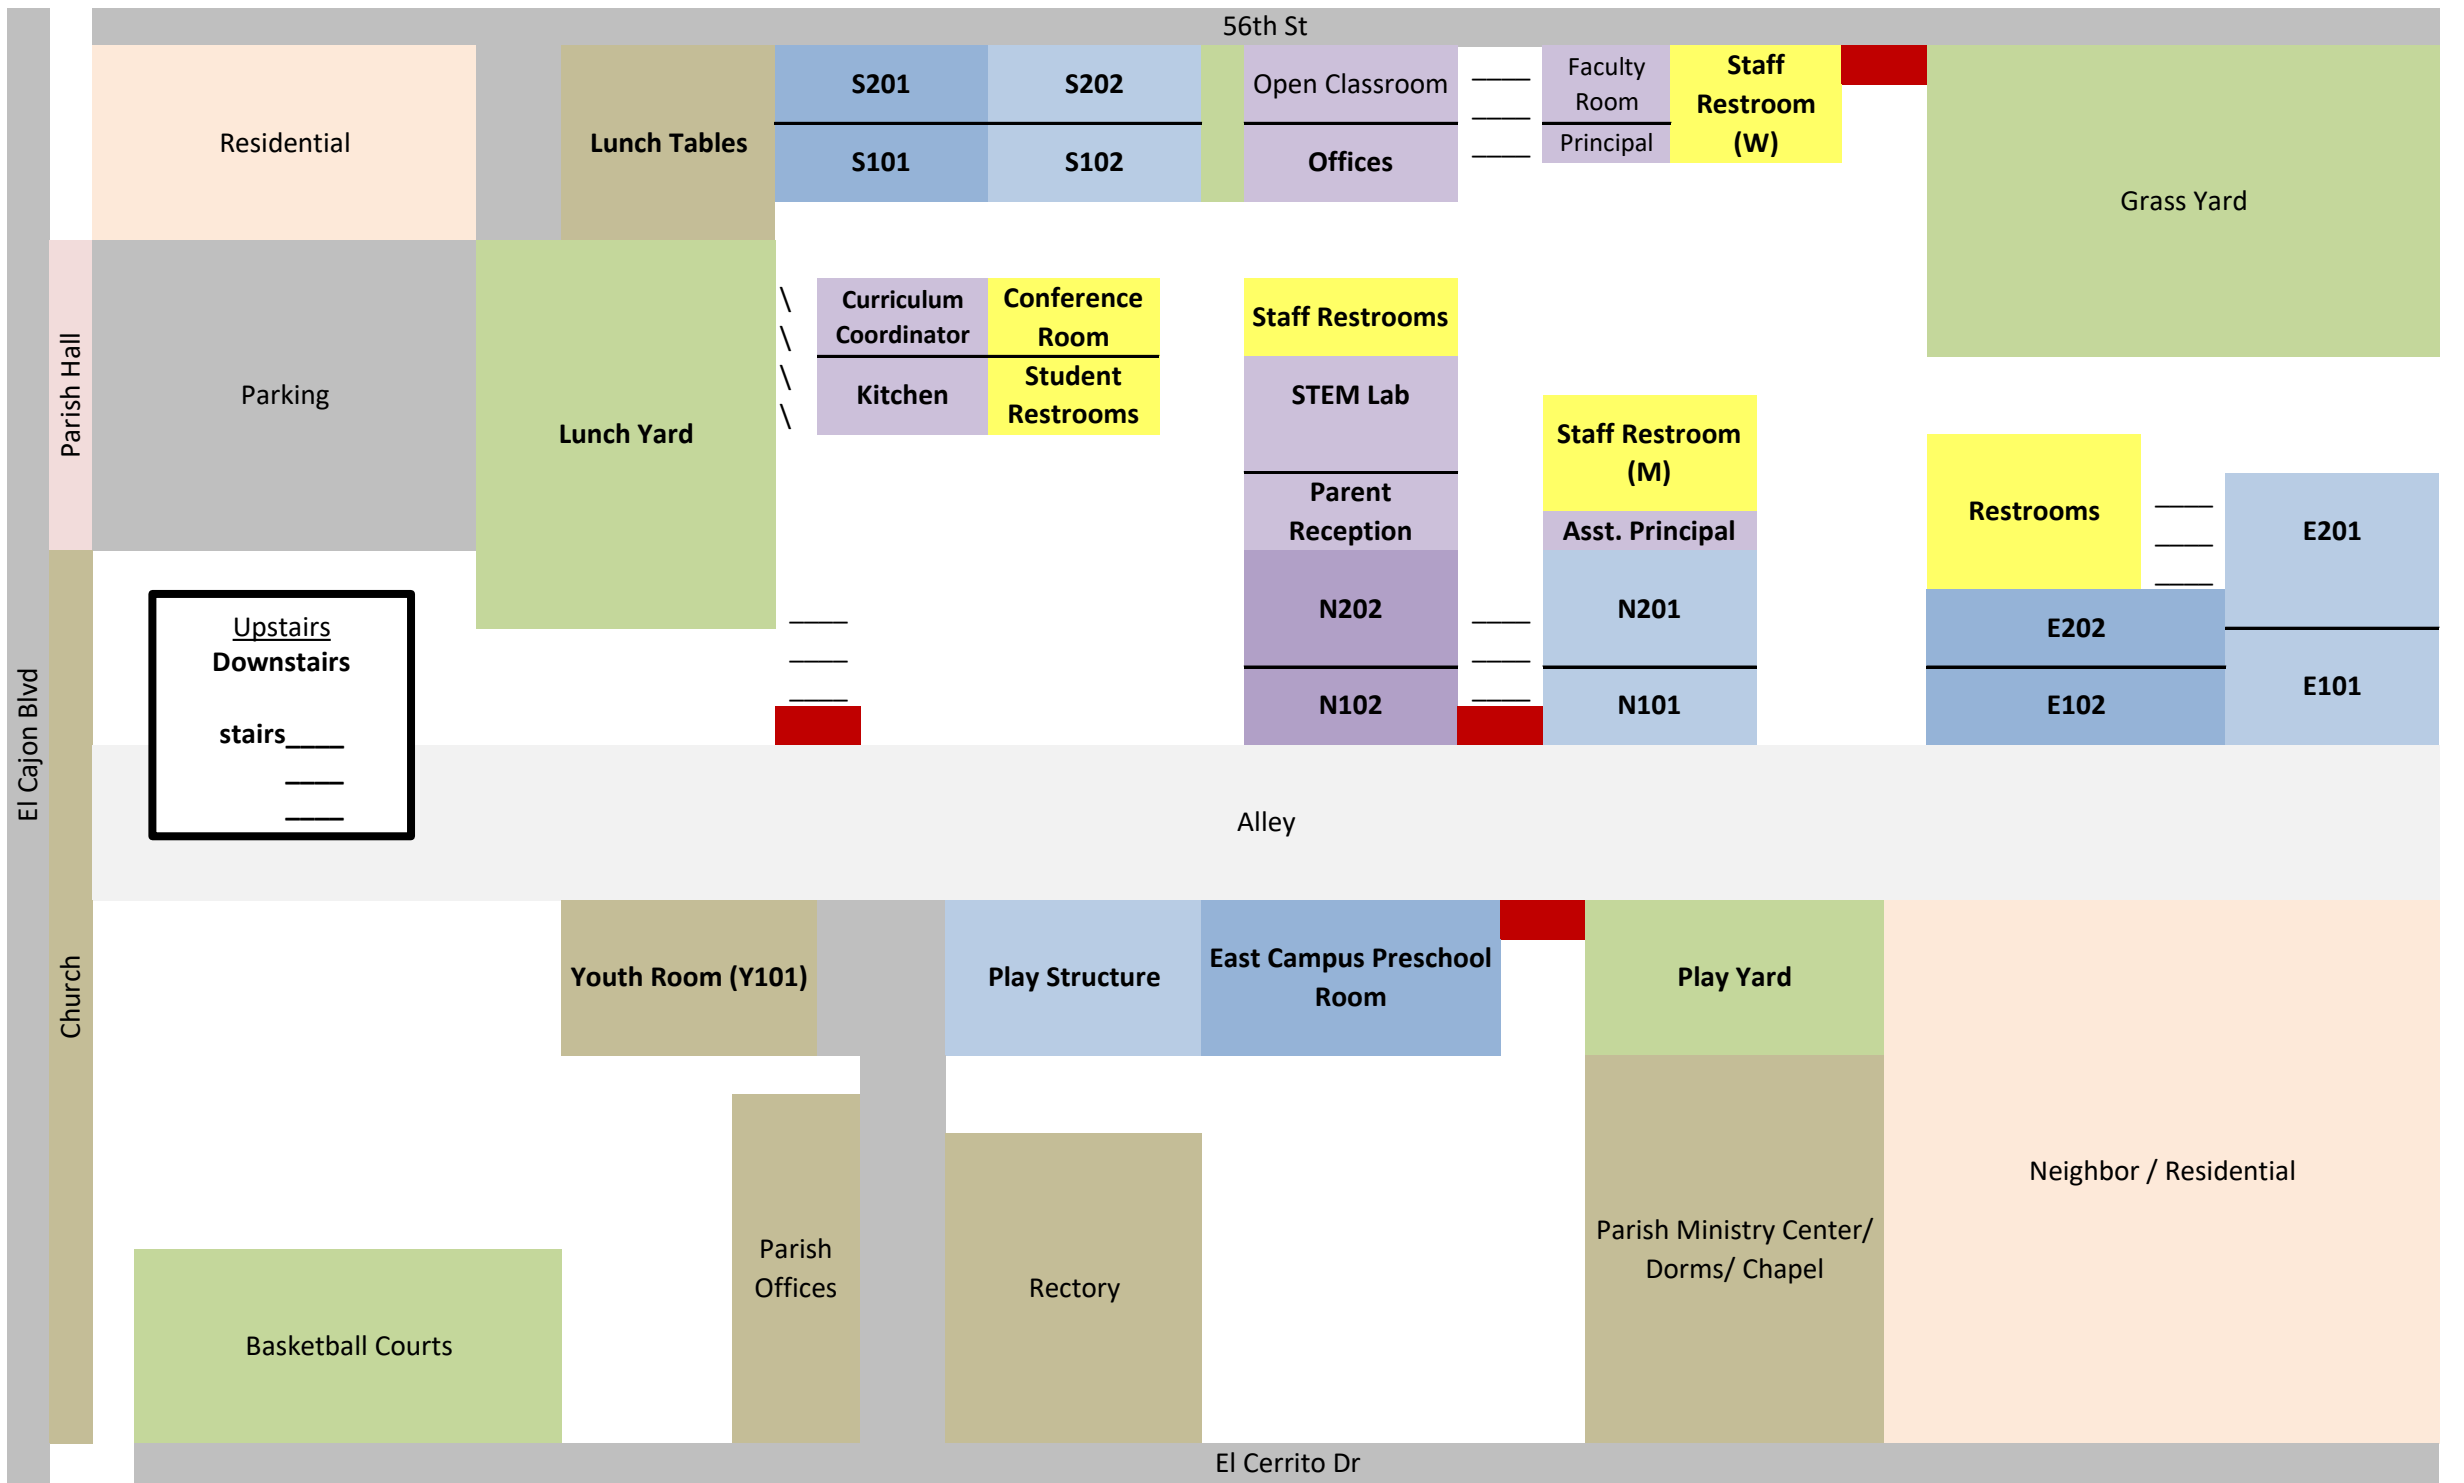 56th St
Residential
Lunch Tables
S201
S202
S101
S102
Open Classroom
Offices
Faculty
Room
Principal
Staff
Restroom
(W)
Grass Yard
Parish Hall
Parking
Lunch Yard
\
\
\
\
Curriculum
Coordinator
Conference
Room
Kitchen
Student
Restrooms
Staff Restrooms
STEM Lab
Parent
Reception
N202
N102
Staff Restroom
(M)
Asst. Principal
N201
N101
Restrooms
E201
E202
E101
E102
El Cajon Blvd
Church
Upstairs
Downstairs
stairs____
____
____
Alley
Youth Room (Y101)
Play Structure
East Campus Preschool
Room
Play Yard
Parish
Offices
Rectory
Parish Ministry Center/
Dorms/ Chapel
Neighbor / Residential
Basketball Courts
El Cerrito Dr